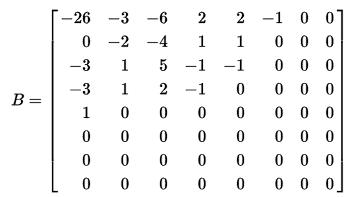 -26 -3 -6 2 2 -1 0 0
0 -2 -4 1 1 0 0 0
-3 1 5 -1 -1 0 0 0
B = -3 1 2 -1 0 0 0 0
1 0 0 0 0 0 0 0
0 0 0 0 0 0 0 0
0 0 0 0 0 0 0 0
0 0 0 0 0 0 0 0